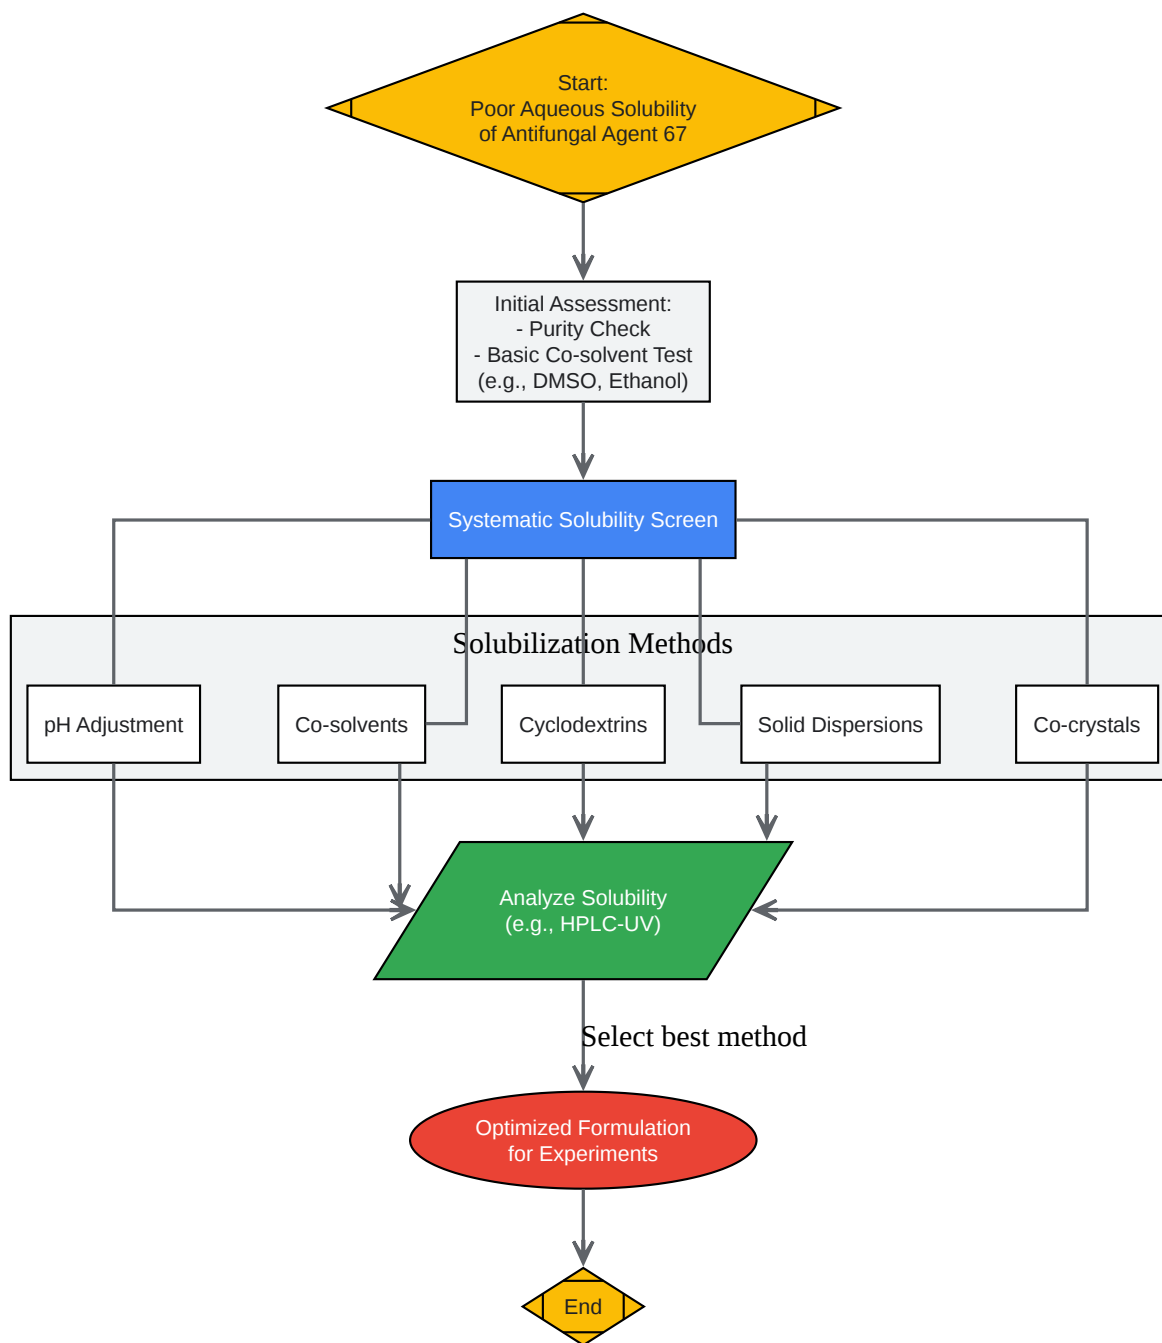 Start:
Poor Aqueous Solubility
of Antifungal Agent 67
Initial Assessment:
- Purity Check
- Basic Co-solvent Test
(e.g., DMSO, Ethanol)
Systematic Solubility Screen
Solubilization Methods
pH Adjustment
Co-solvents
Cyclodextrins
Solid Dispersions
Co-crystals
Analyze Solubility
(e.g., HPLC-UV)
Select best method
Optimized Formulation
for Experiments
End